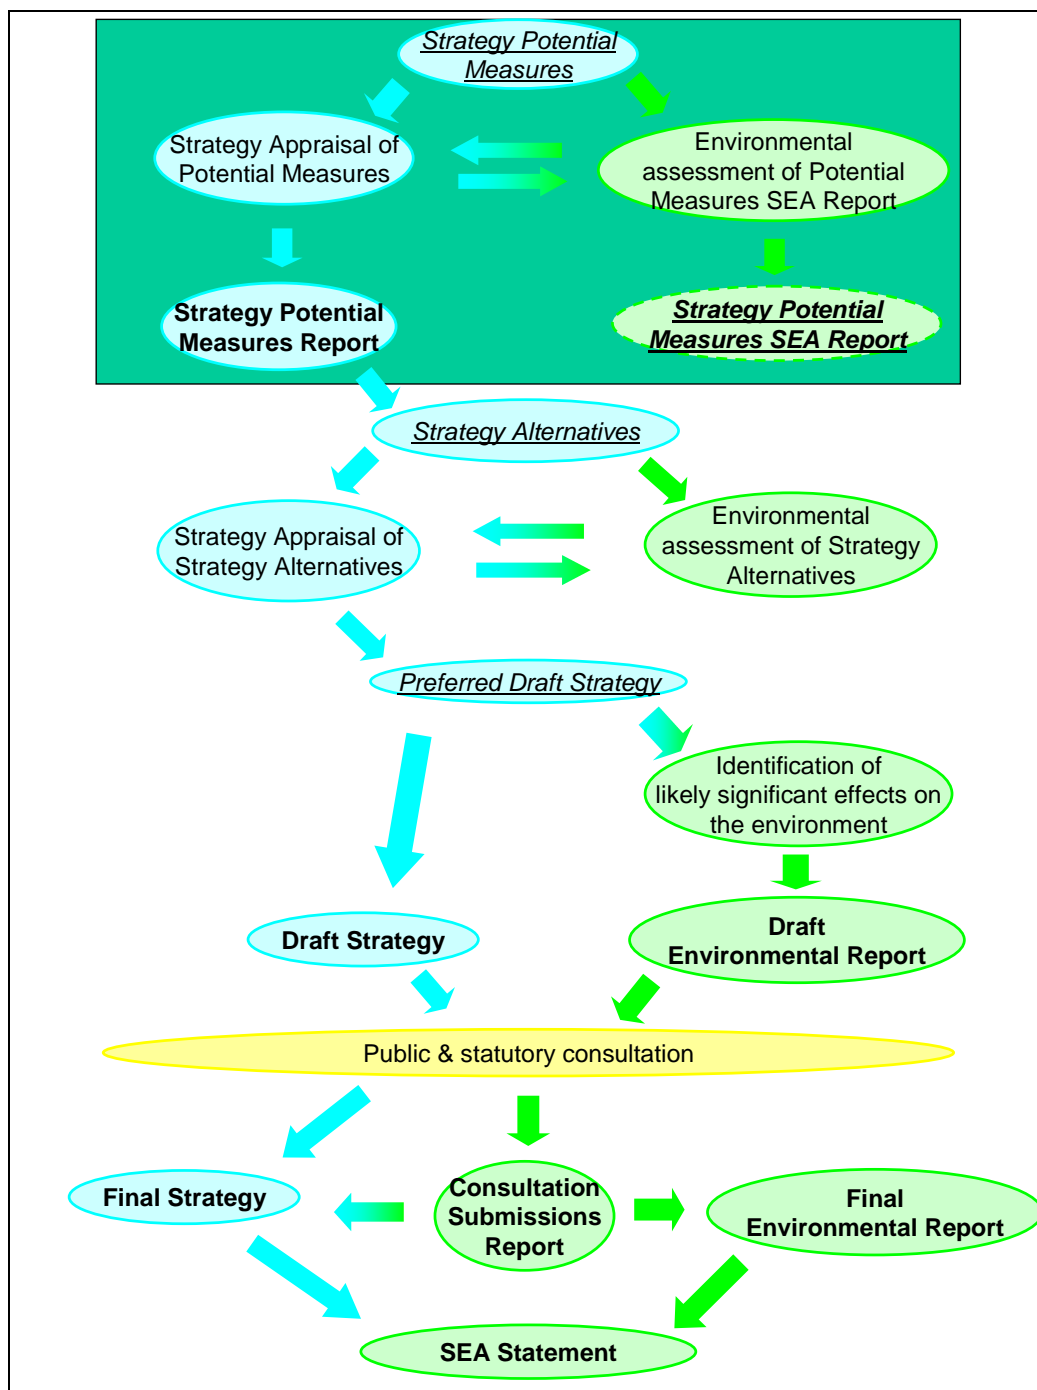 Strategy Potential
Measures
Strategy Appraisal of
Potential Measures
Environmental
assessment of Potential
Measures SEA Report
Strategy Potential
Measures Report
Strategy Potential
Measures SEA Report
Strategy Alternatives
Strategy Appraisal of
Strategy Alternatives
Environmental
assessment of Strategy
Alternatives
Preferred Draft Strategy
Identification of
likely significant effects on
the environment
Draft Strategy
Draft
Environmental Report
Public & statutory consultation
Final Strategy
Consultation
Submissions
Report
Final
Environmental Report
SEA Statement